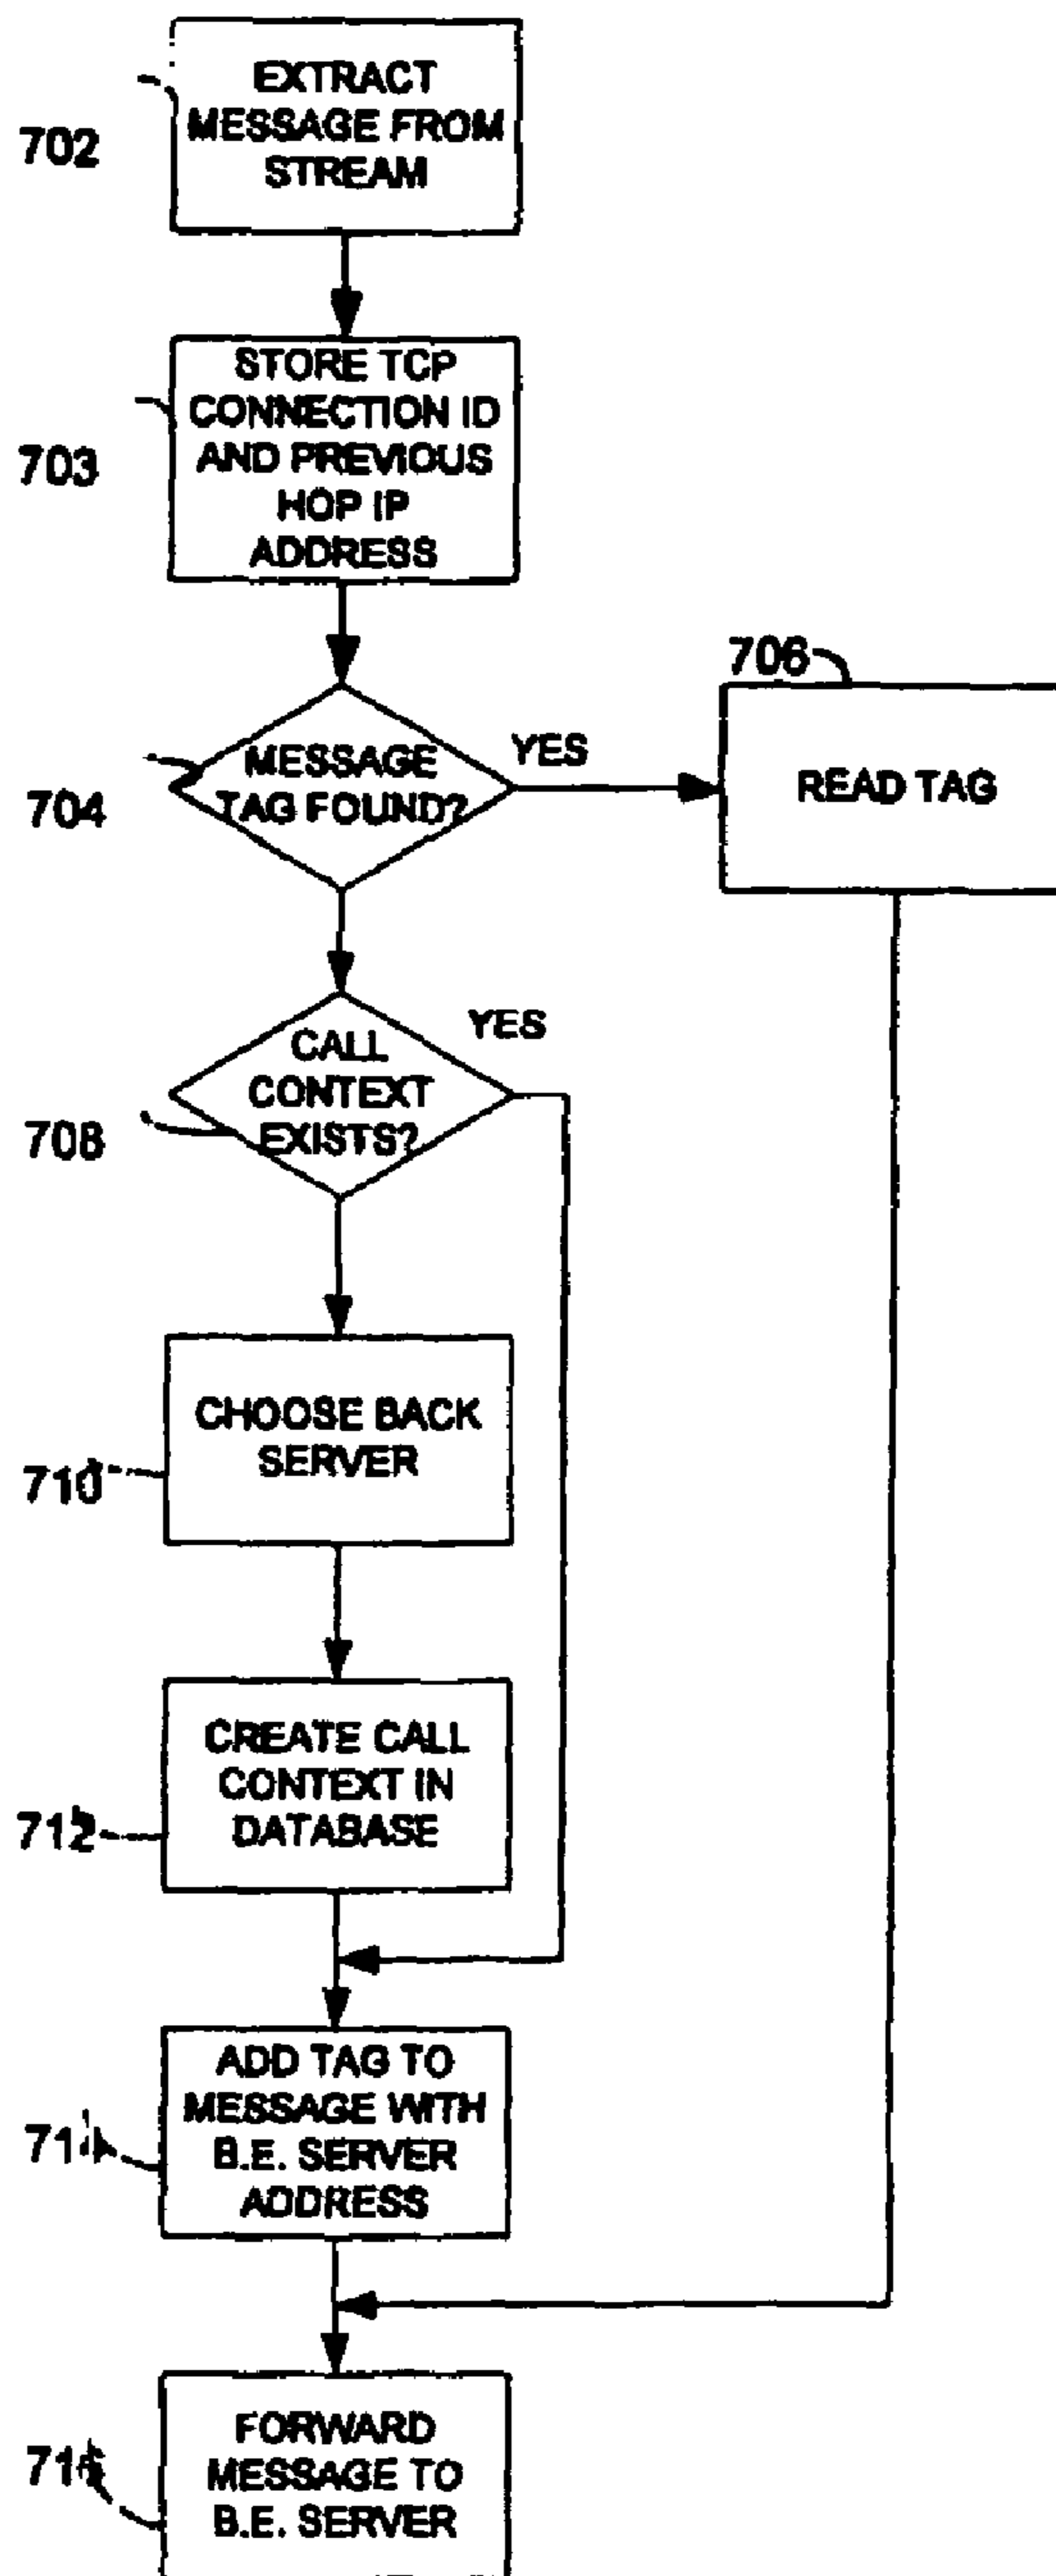 EXTRACT
MESSAGE FROM
STREAM
702
STORE TCP
CONNECTION ID
AND PREVIOUS
HOP IP
ADDRESS
703
706
MESSAGE
TAG FOUND?
YES
READ TAG
704
CALL
CONTEXT
EXISTS?
YES
708
CHOOSE BACK
SERVER
710
CREATE CALL
CONTEXT IN
DATABASE
712
ADD TAG TO
MESSAGE WITH
B.E. SERVER
ADDRESS
FORWARD
MESSAGE TO
B.E. SERVER